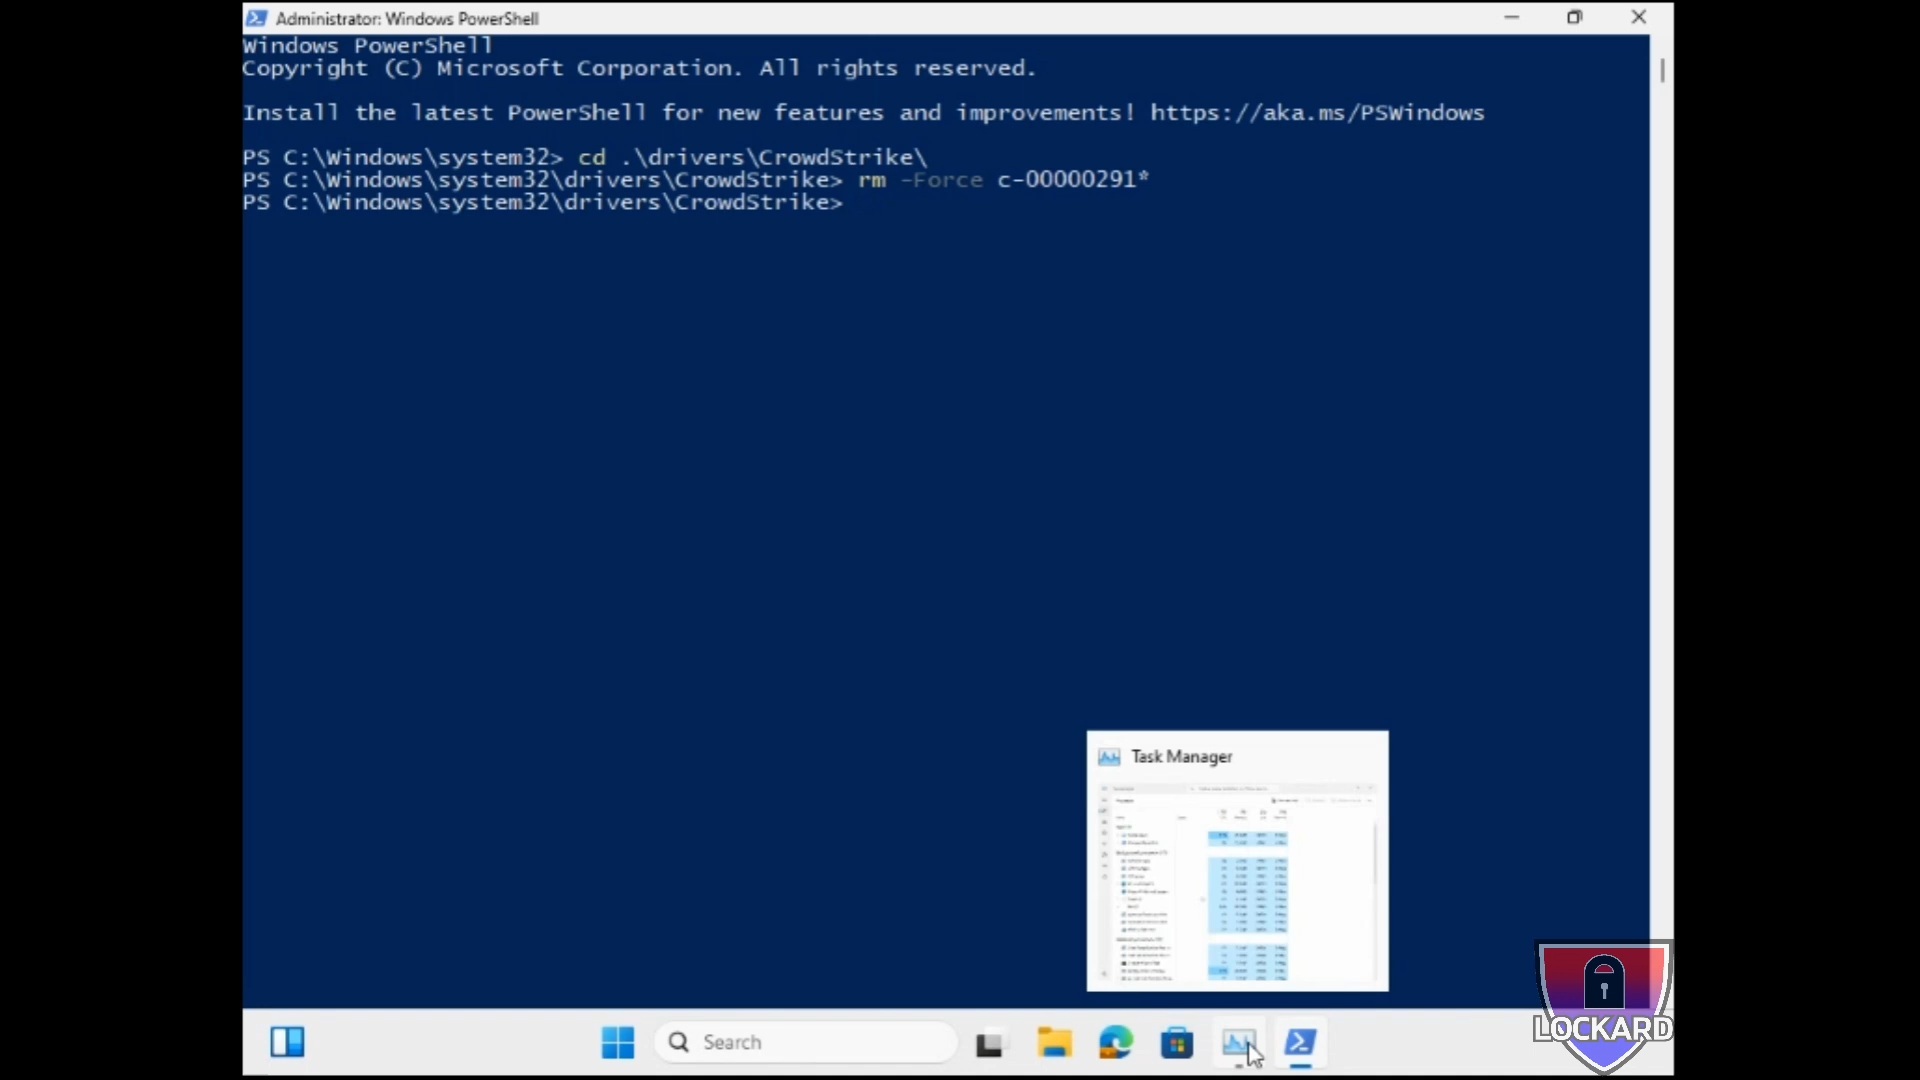 Administrator: Windows PowerShell
Windows PowerShell
Copyright (C) Microsoft Corporation. All rights reserved.
Install the latest PowerShell for new features and improvements! https://aka.ms/PSWindows
PS C:\Windows\system32> cd .\drivers\CrowdStrike\
PS C:\Windows\system32\drivers\CrowdStrike> rm -Force c-00000291*
PS C:\Windows\system32\drivers\CrowdStrike>
Task Manager
Search
LOCKARD